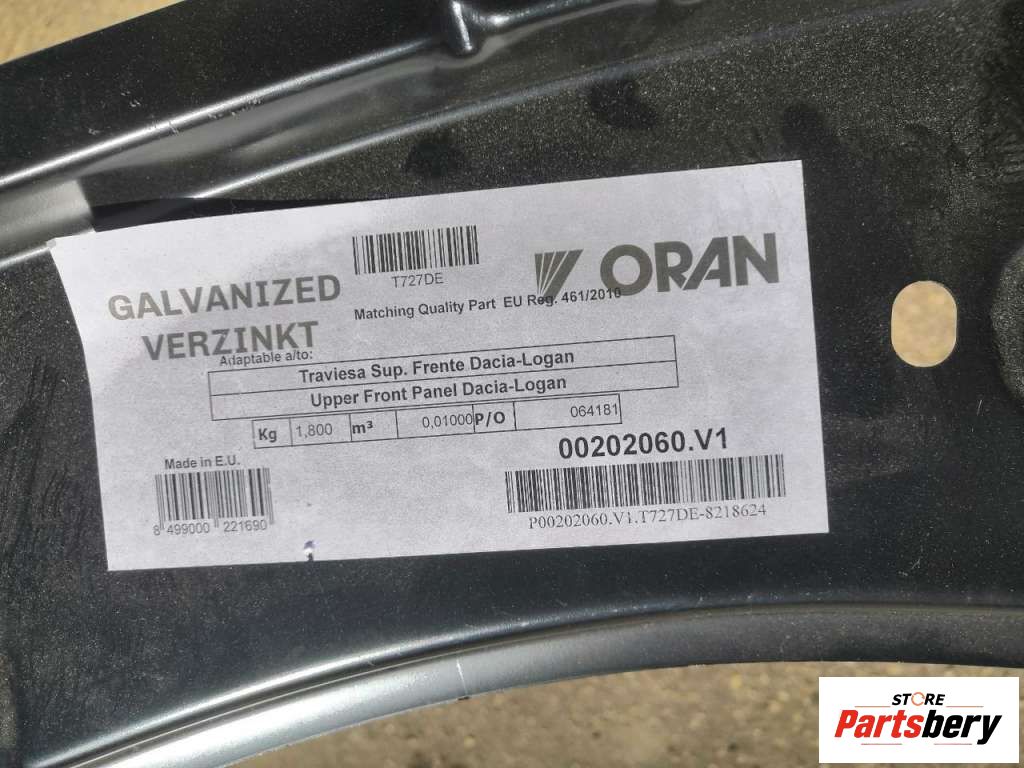 GALVANIZED
VERZINKT
T727DE
ORAN
Matching Quality Part EU Reg. 461/2010
Adaptable a/to:
Traviesa Sup. Frente Dacia-Logan
Upper Front Panel Dacia-Logan
Kg 1,800 m³ 0,01000 P/O 064181
00202060.V1
Made in E.U.
8 499000 221690
P00202060.V1.T727DE-8218624
STORE
Partsbery